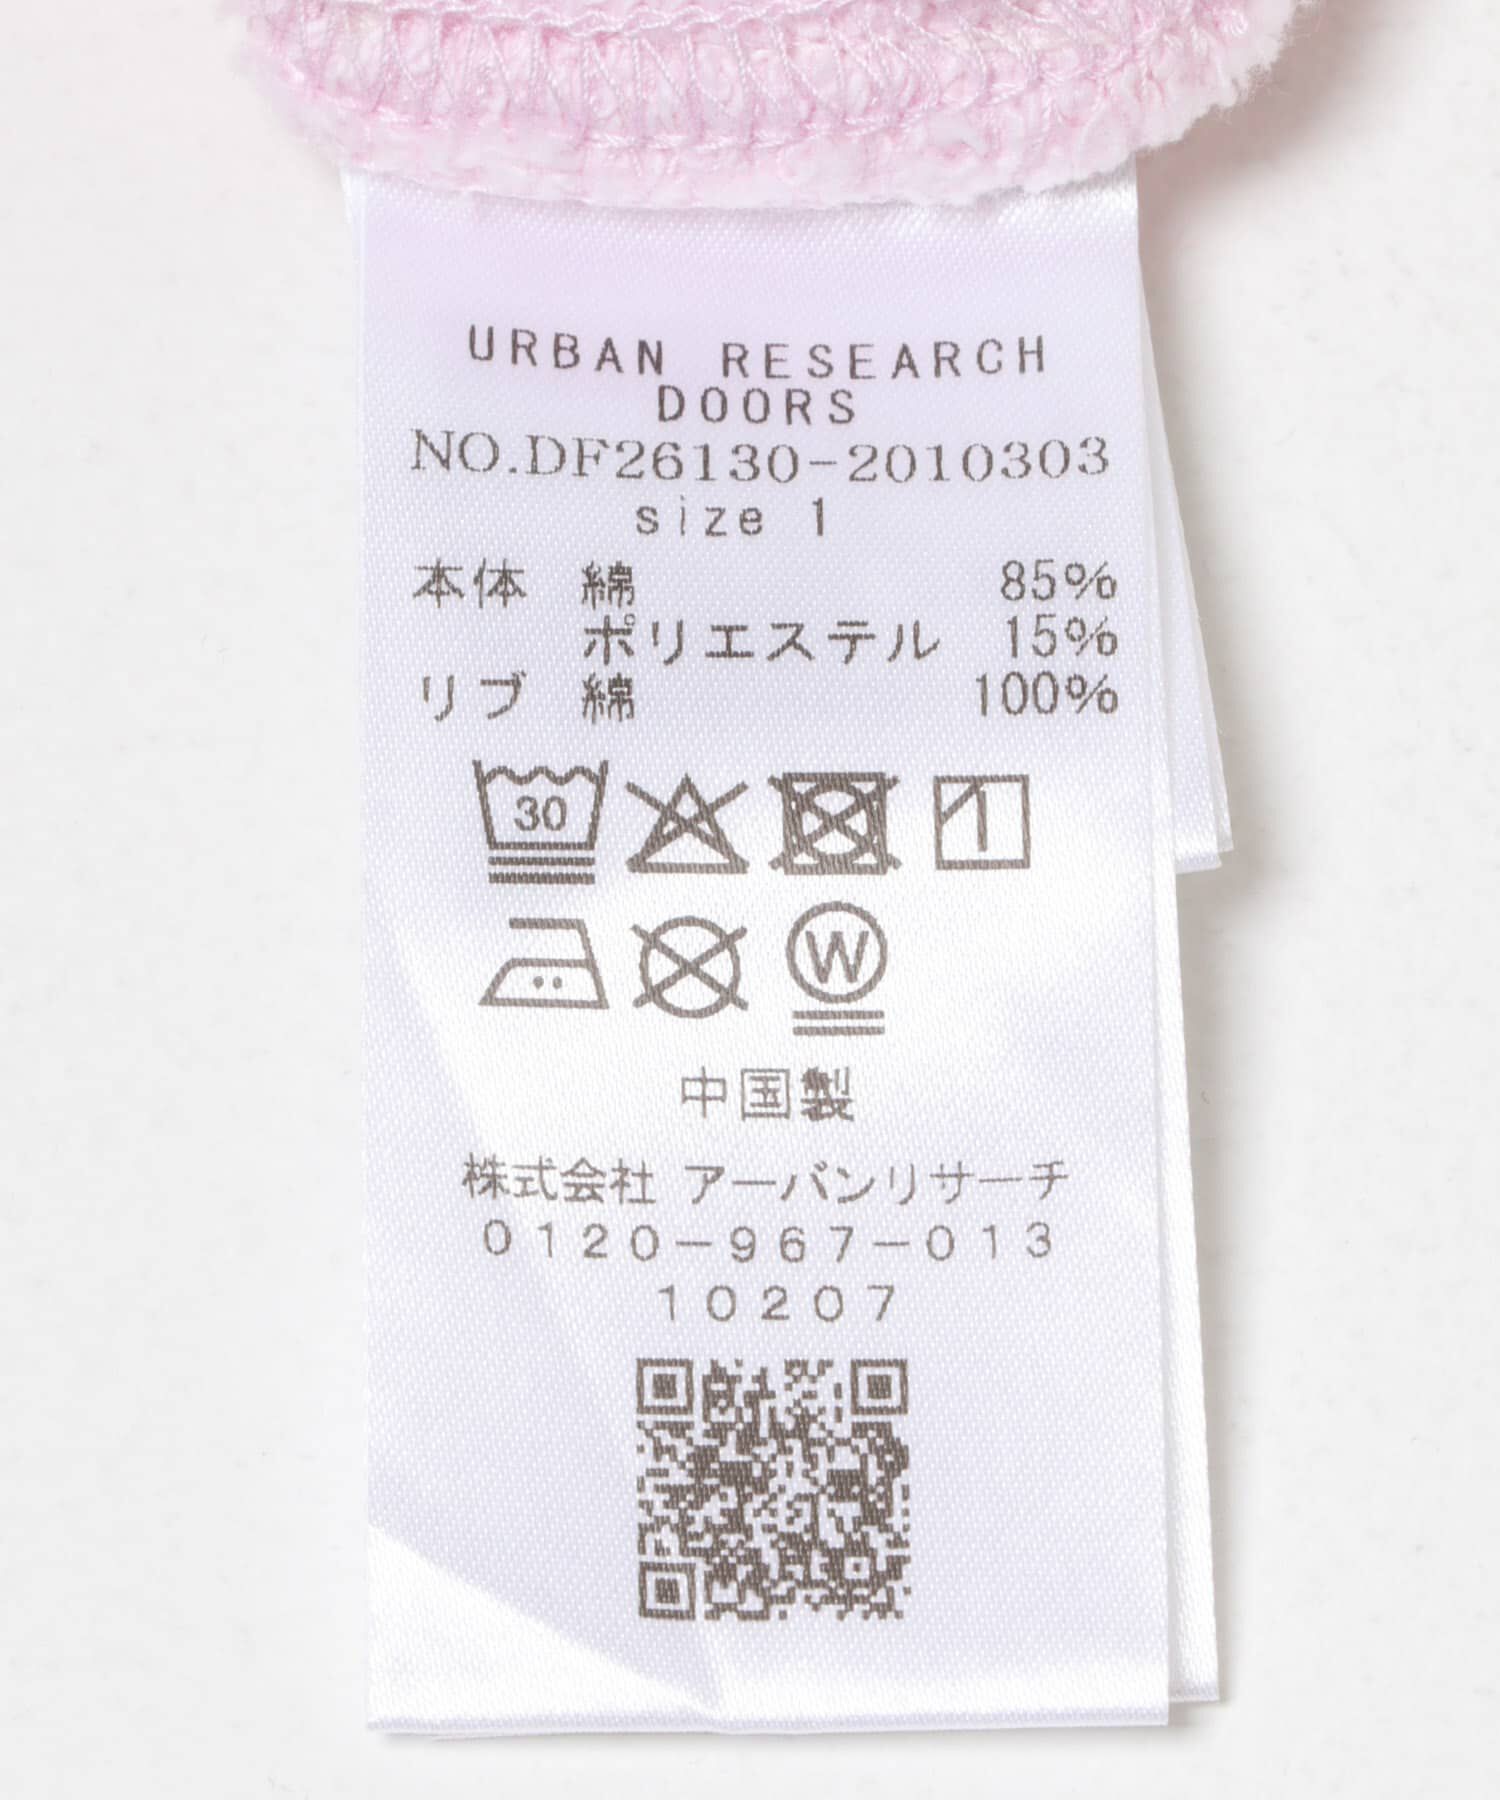 URBAN RESEARCH
DOORS
NO.DF26130-2010303
size 1
本体 綿 85%
ポリエステル 15%
リブ 綿 100%
30
W
中国製
株式会社 アーバンリサーチ
0120-967-013
10207